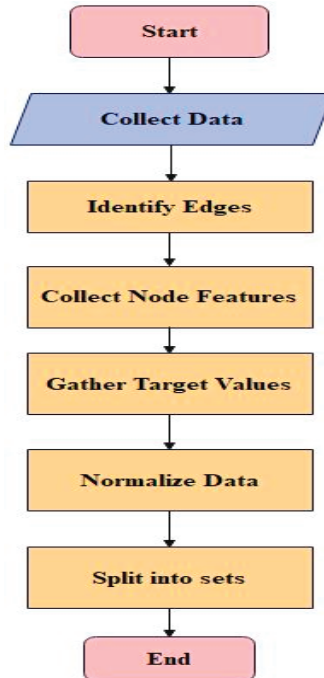 Start
Collect Data
Identify Edges
Collect Node Features
Gather Target Values
Normalize Data
Split into sets
End